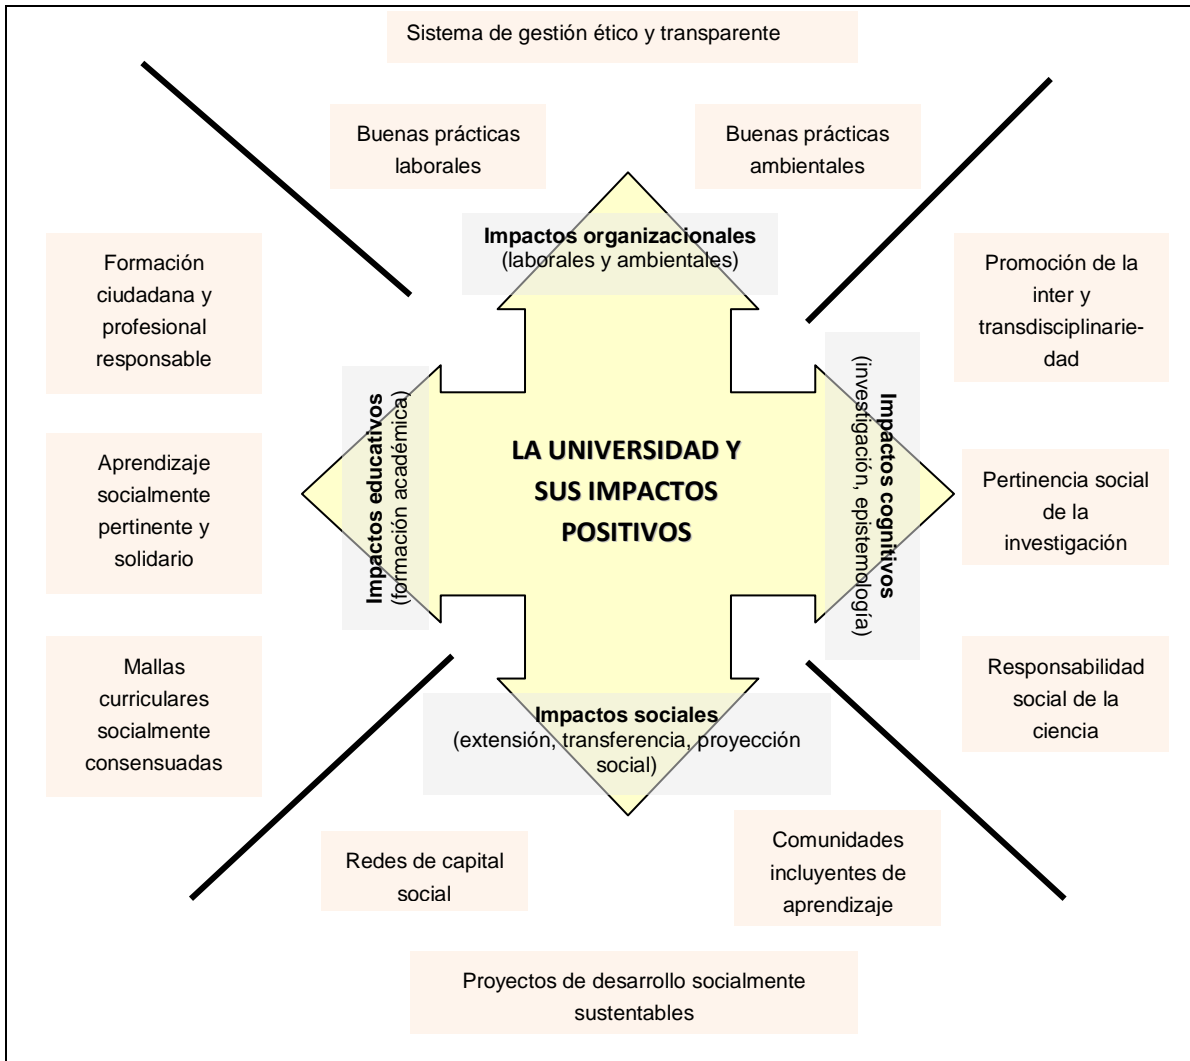 Sistema de gestión ético y transparente
Buenas prácticas
laborales
Buenas prácticas
ambientales
Impactos organizacionales
(laborales y ambientales)
Formación
ciudadana y
profesional
responsable
Promoción de la
inter y
transdisciplinarie-
dad
Impactos educativos
(formación académica)
LA UNIVERSIDAD Y
SUS IMPACTOS
POSITIVOS
Impactos cognitivos
(investigación, epistemología)
Aprendizaje
socialmente
pertinente y
solidario
Pertinencia social
de la
investigación
Mallas
curriculares
socialmente
consensuadas
Responsabilidad
social de la
ciencia
Impactos sociales
(extensión, transferencia, proyección
social)
Redes de capital
social
Comunidades
incluyentes de
aprendizaje
Proyectos de desarrollo socialmente
sustentables